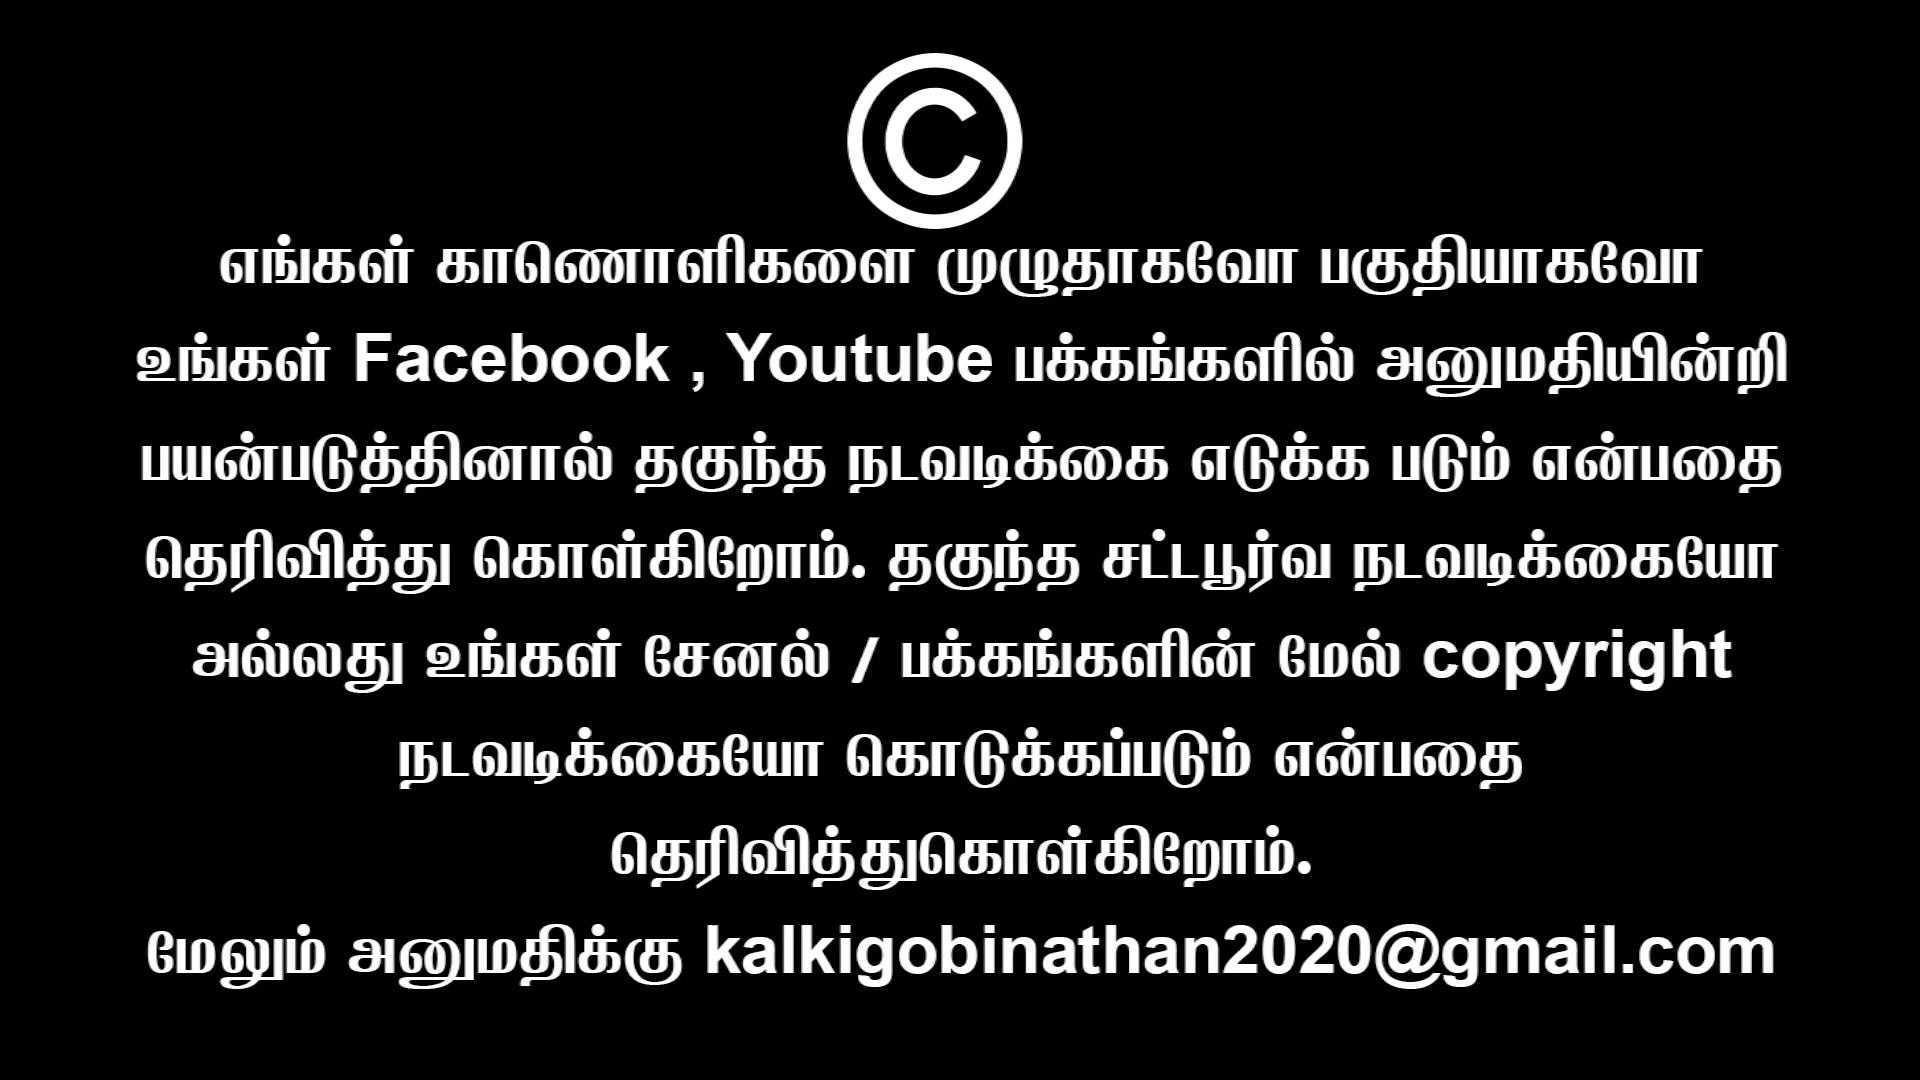 ©
எங்கள் காணொளிகளை முழுதாகவோ பகுதியாகவோ
உங்கள் Facebook , Youtube பக்கங்களில் அனுமதியின்றி
பயன்படுத்தினால் தகுந்த நடவடிக்கை எடுக்க படும் என்பதை
தெரிவித்து கொள்கிறோம். தகுந்த சட்டபூர்வ நடவடிக்கையோ
அல்லது உங்கள் சேனல் / பக்கங்களின் மேல் copyright
நடவடிக்கையோ கொடுக்கப்படும் என்பதை
தெரிவித்துகொள்கிறோம்.
மேலும் அனுமதிக்கு kalkigobinathan2020@gmail.com